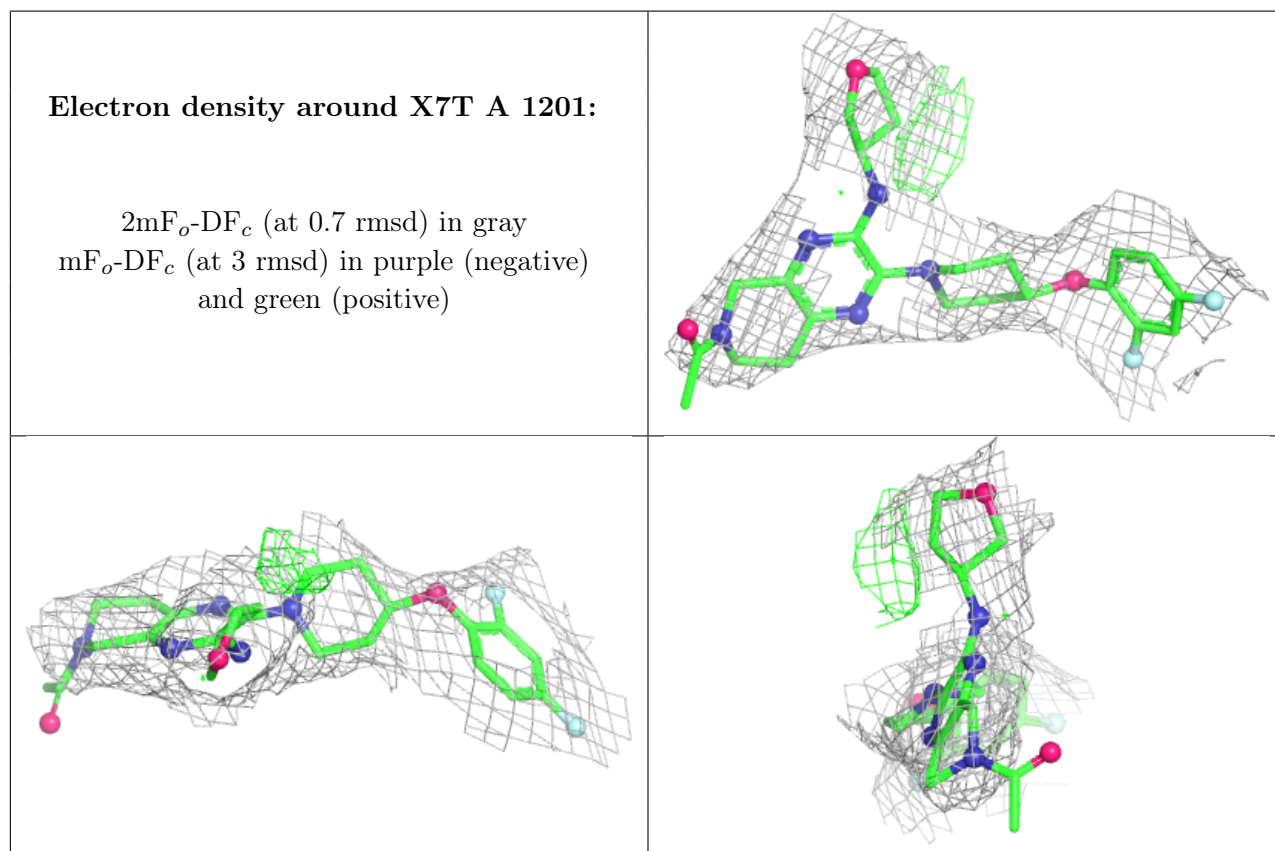 Electron density around X7T A 1201:
2mFo-DFc (at 0.7 rmsd) in gray
mFo-DFc (at 3 rmsd) in purple (negative)
and green (positive)